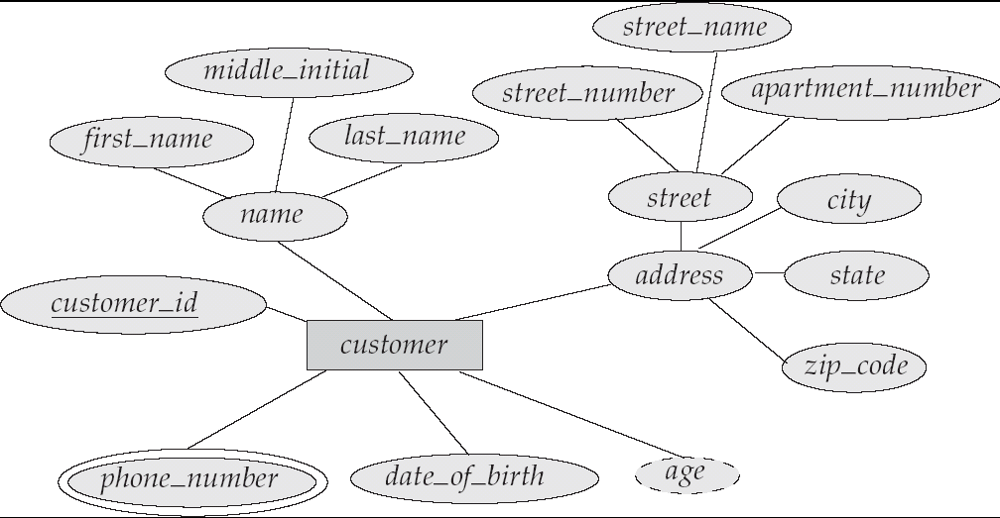 street_name
middle_initial
street_number
apartment_number
first_name
last_name
name
street
city
address
state
customer_id
customer
zip_code
phone_number
date_of_birth
age